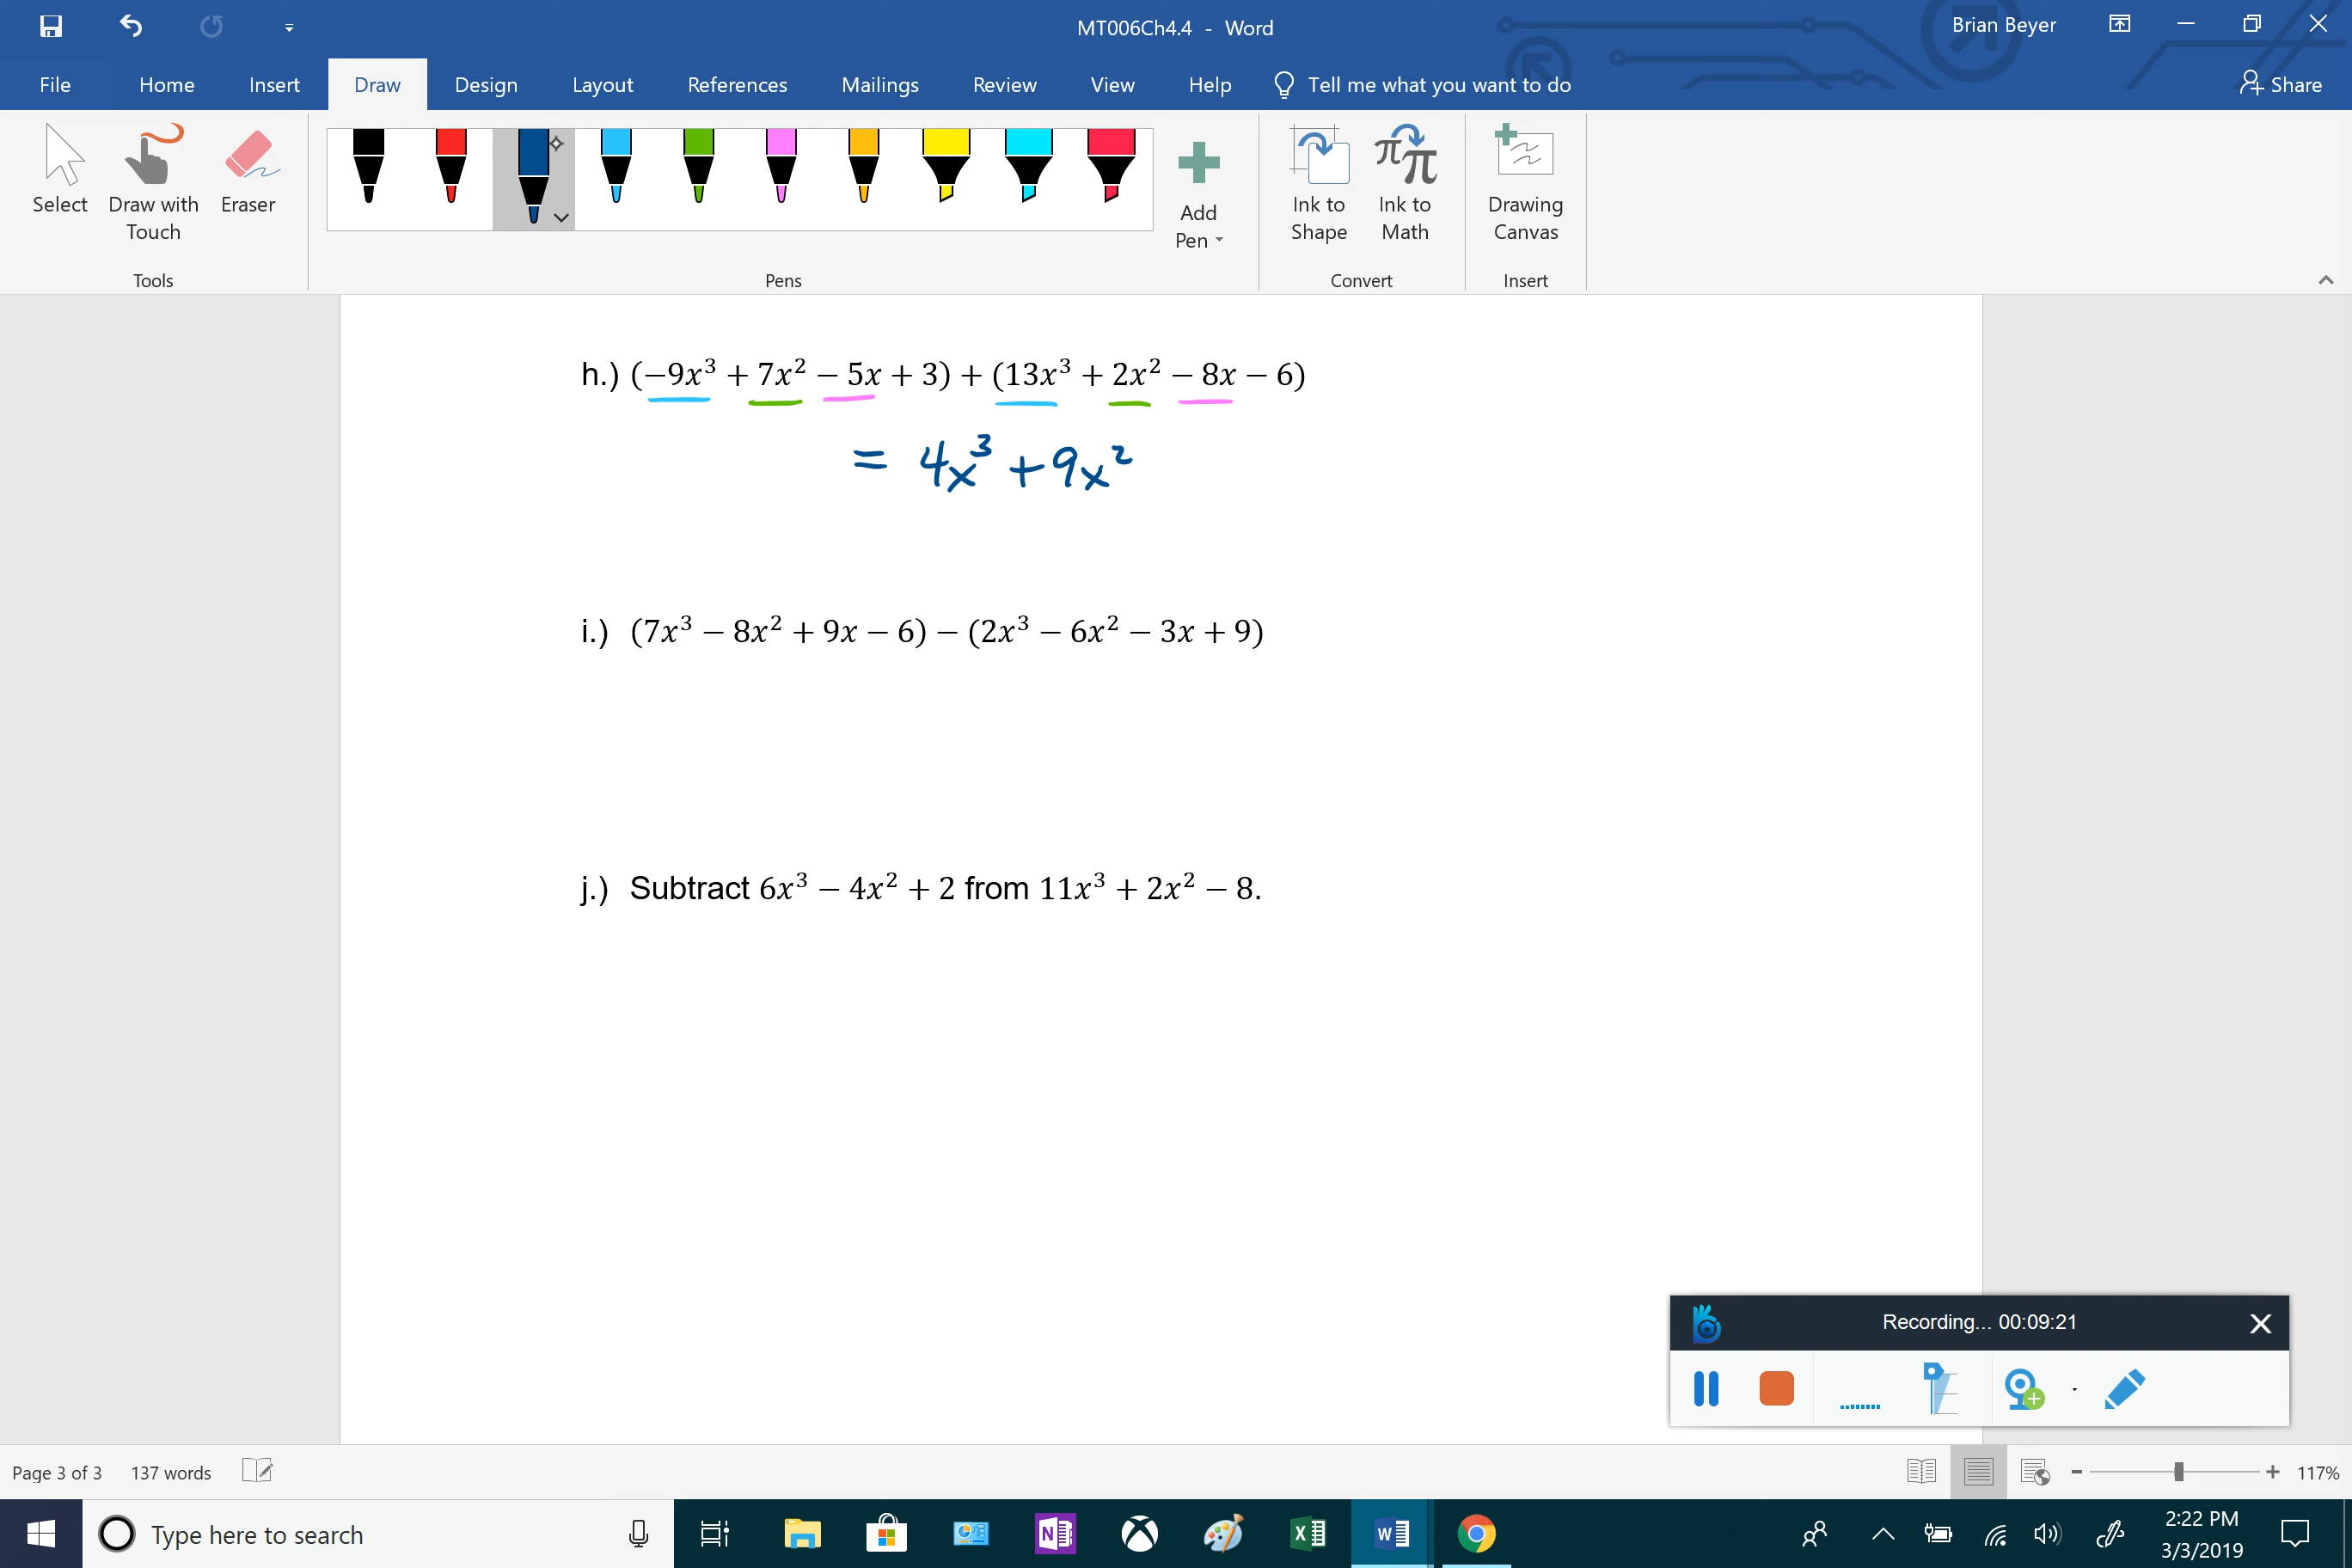 MT006Ch4.4 - Word
Brian Beyer
File Home Insert Draw Design Layout References Mailings Review View Help Tell me what you want to do Share
Select Draw with Touch Eraser
Add Pen
Ink to Shape Ink to Math
Drawing Canvas
Tools Pens Convert Insert
h.) (−9x³ + 7x² − 5x + 3) + (13x³ + 2x² − 8x − 6)
= 4x³ + 9x²
i.) (7x³ − 8x² + 9x − 6) − (2x³ − 6x² − 3x + 9)
j.) Subtract 6x³ − 4x² + 2 from 11x³ + 2x² − 8.
Recording... 00:09:21
Page 3 of 3 137 words
117%
Type here to search
2:22 PM
3/3/2019